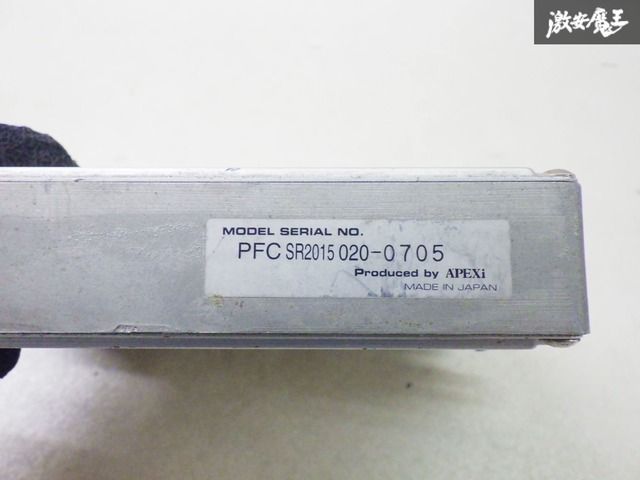 激安魔王
MODEL SERIAL NO.
PFC SR2015 020-0705
Produced by APEXi
MADE IN JAPAN